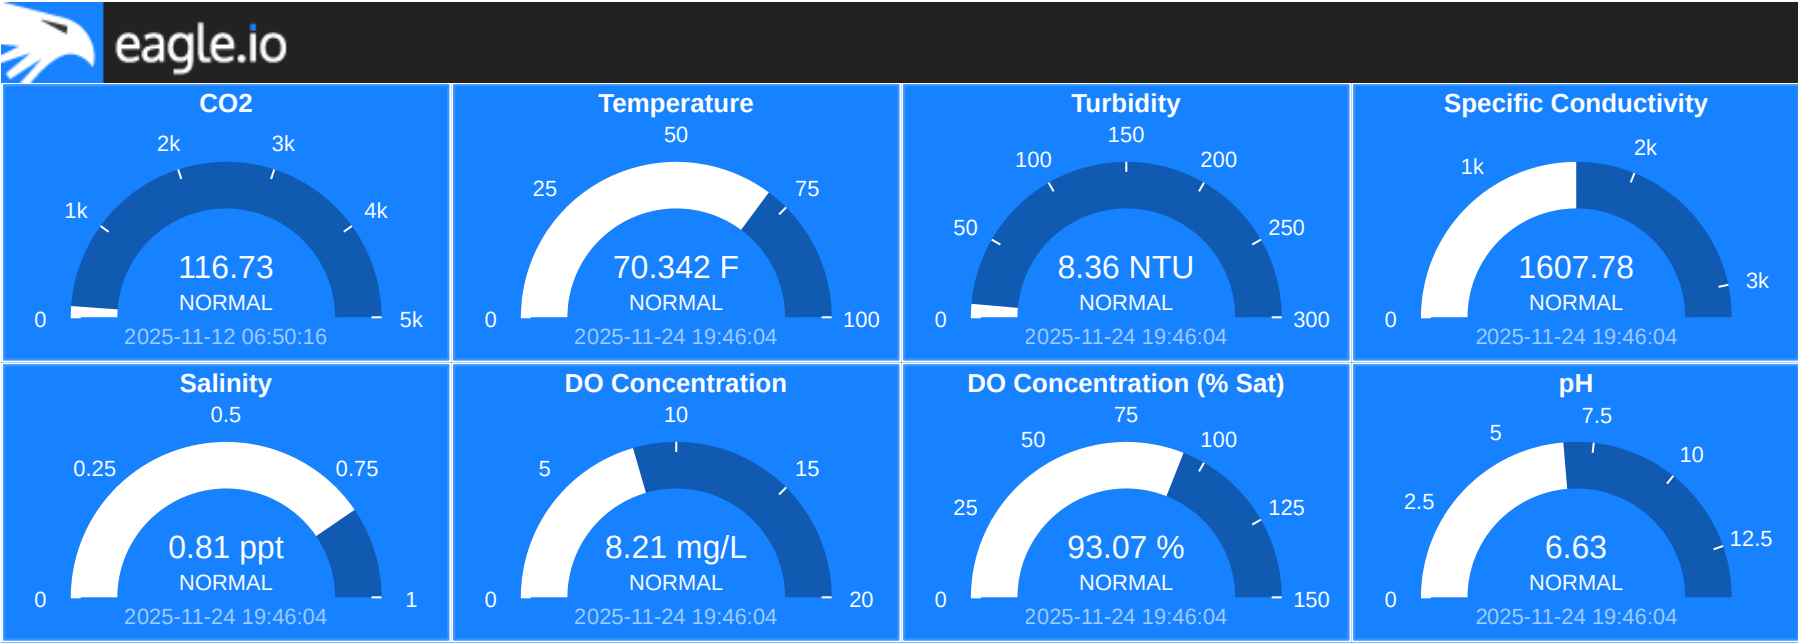 eagle.io
CO2
2k 3k
1k 4k
116.73
NORMAL
0 5k
2025-11-12 06:50:16
Temperature
50
25 75
70.342 F
NORMAL
0 100
2025-11-24 19:46:04
Turbidity
150
100 200
50 250
8.36 NTU
NORMAL
0 300
2025-11-24 19:46:04
Specific Conductivity
2k
1k
1607.78
3k
NORMAL
0
2025-11-24 19:46:04
Salinity
0.5
0.25 0.75
0.81 ppt
NORMAL
0 1
2025-11-24 19:46:04
DO Concentration
10
5 15
8.21 mg/L
NORMAL
0 20
2025-11-24 19:46:04
DO Concentration (% Sat)
75
50 100
25 125
93.07 %
NORMAL
0 150
2025-11-24 19:46:04
pH
7.5
5
10
2.5
12.5
6.63
NORMAL
0
2025-11-24 19:46:04